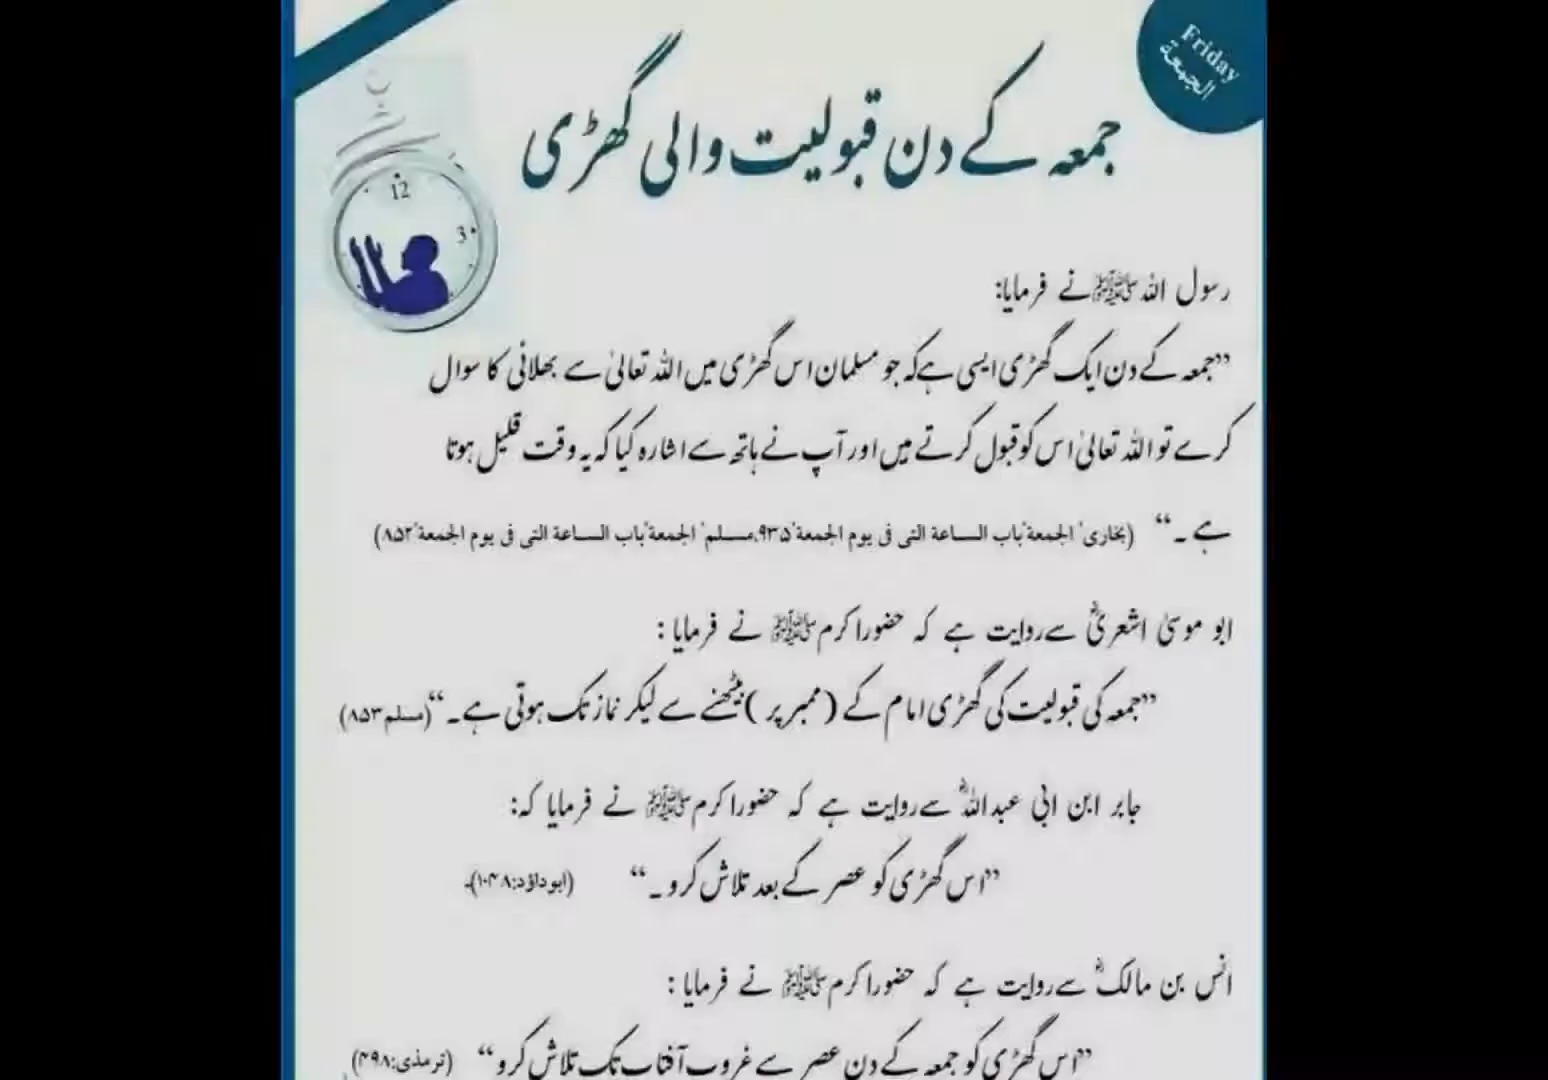 Friday
الجمعة
جمعہ کے دن قبولیت والی گھڑی
12
3
رسول اللہ ﷺ نے فرمایا:
”جمعہ کے دن ایک گھڑی ایسی ہے کہ جو مسلمان اس گھڑی میں اللہ تعالیٰ سے بھلائی کا سوال
کرے تو اللہ تعالیٰ اس کو قبول کرتے ہیں اور آپ نے ہاتھ سے اشارہ کیا کہ یہ وقت قلیل ہوتا
ہے۔“ (بخاری' الجمعة' باب الساعة التی فی یوم الجمعة' ۹۳۵، مسلم' الجمعة' باب الساعة التی فی یوم الجمعة' ۸۵۲)
ابو موسیٰ اشعریؓ سے روایت ہے کہ حضور اکرم ﷺ نے فرمایا :
”جمعہ کی قبولیت کی گھڑی امام کے (ممبر پر) بیٹھنے سے لیکر نماز تک ہوتی ہے۔“ (مسلم ۸۵۳)
جابر ابن ابی عبداللہؓ سے روایت ہے کہ حضور اکرم ﷺ نے فرمایا کہ:
”اس گھڑی کو عصر کے بعد تلاش کرو۔“ (ابوداؤد:۱۰۴۸)۔
انس بن مالکؓ سے روایت ہے کہ حضور اکرم ﷺ نے فرمایا :
”اس گھڑی کو جمعہ کے دن عصر سے غروب آفتاب تک تلاش کرو“ (ترمذی:۴۹۸)